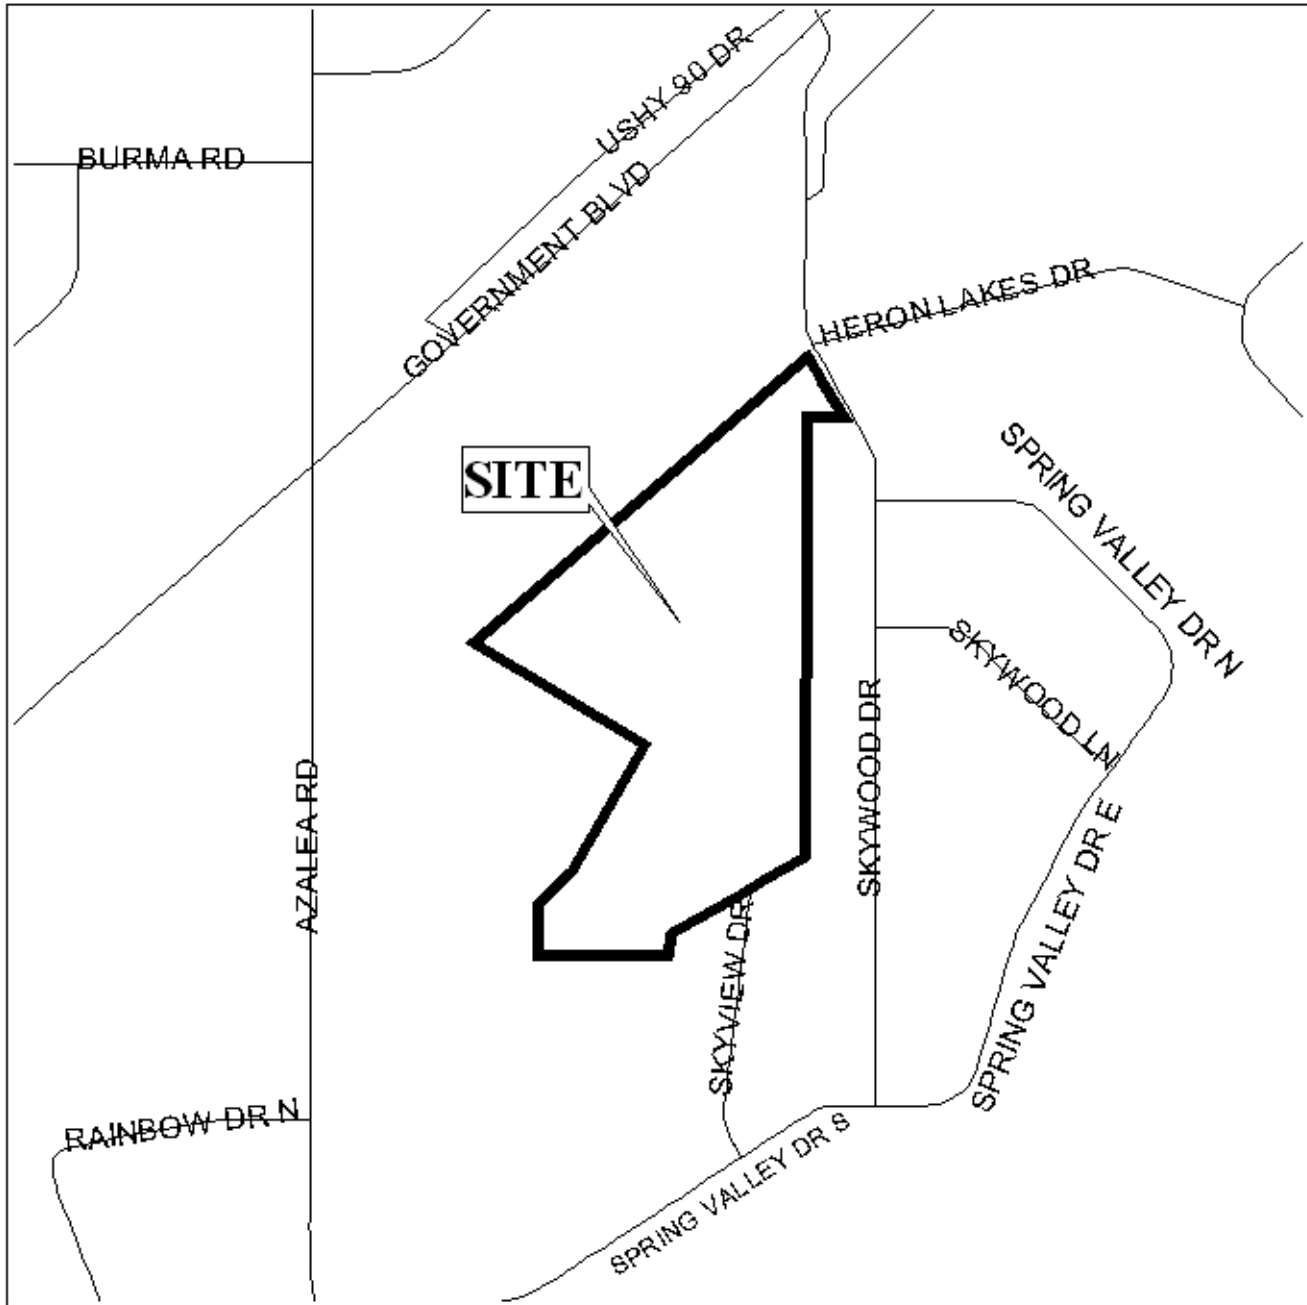 USHY 90 DR
BURMA RD
GOVERNMENT BLVD
HERON LAKES DR
SITE
SPRING VALLEY DR N
SKYWOOD LN
SKYWOOD DR
AZALEA RD
SPRING VALLEY DR E
SKYVIEW DR
RAINBOW DR N
SPRING VALLEY DR S